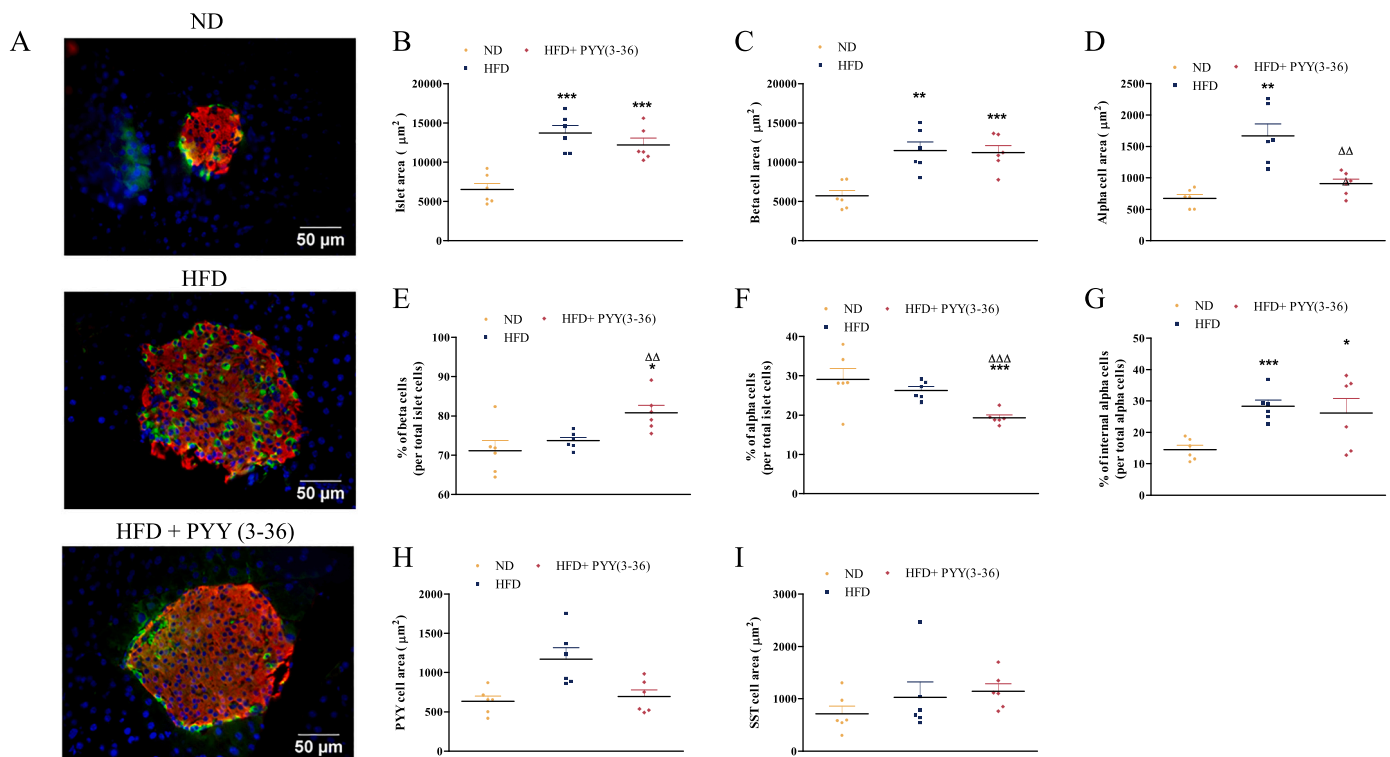 A
ND
50 µm
HFD
50 µm
HFD + PYY (3-36)
50 µm
B
ND
HFD+ PYY(3-36)
HFD
Islet area ( µm2)
20000
15000
10000
5000
0
***
***
C
ND
HFD+ PYY(3-36)
HFD
Beta cell area ( µm2)
20000
15000
10000
5000
0
**
***
D
ND
HFD+ PYY(3-36)
HFD
Alpha cell area ( µm2)
2500
2000
1500
1000
500
0
**
ΔΔ
Δ
E
ND
HFD+ PYY(3-36)
HFD
% of beta cells
(per total islet cells)
100
90
80
70
60
ΔΔ
*
F
ND
HFD+ PYY(3-36)
HFD
% of alpha cells
(per total islet cells)
40
30
20
10
0
ΔΔΔ
***
G
ND
HFD+ PYY(3-36)
HFD
% of internal alpha cells
(per total alpha cells)
50
40
30
20
10
0
***
*
H
ND
HFD+ PYY(3-36)
HFD
PYY cell area ( µm2)
2000
1500
1000
500
0
I
ND
HFD+ PYY(3-36)
HFD
SST cell area ( µm2)
3000
2000
1000
0